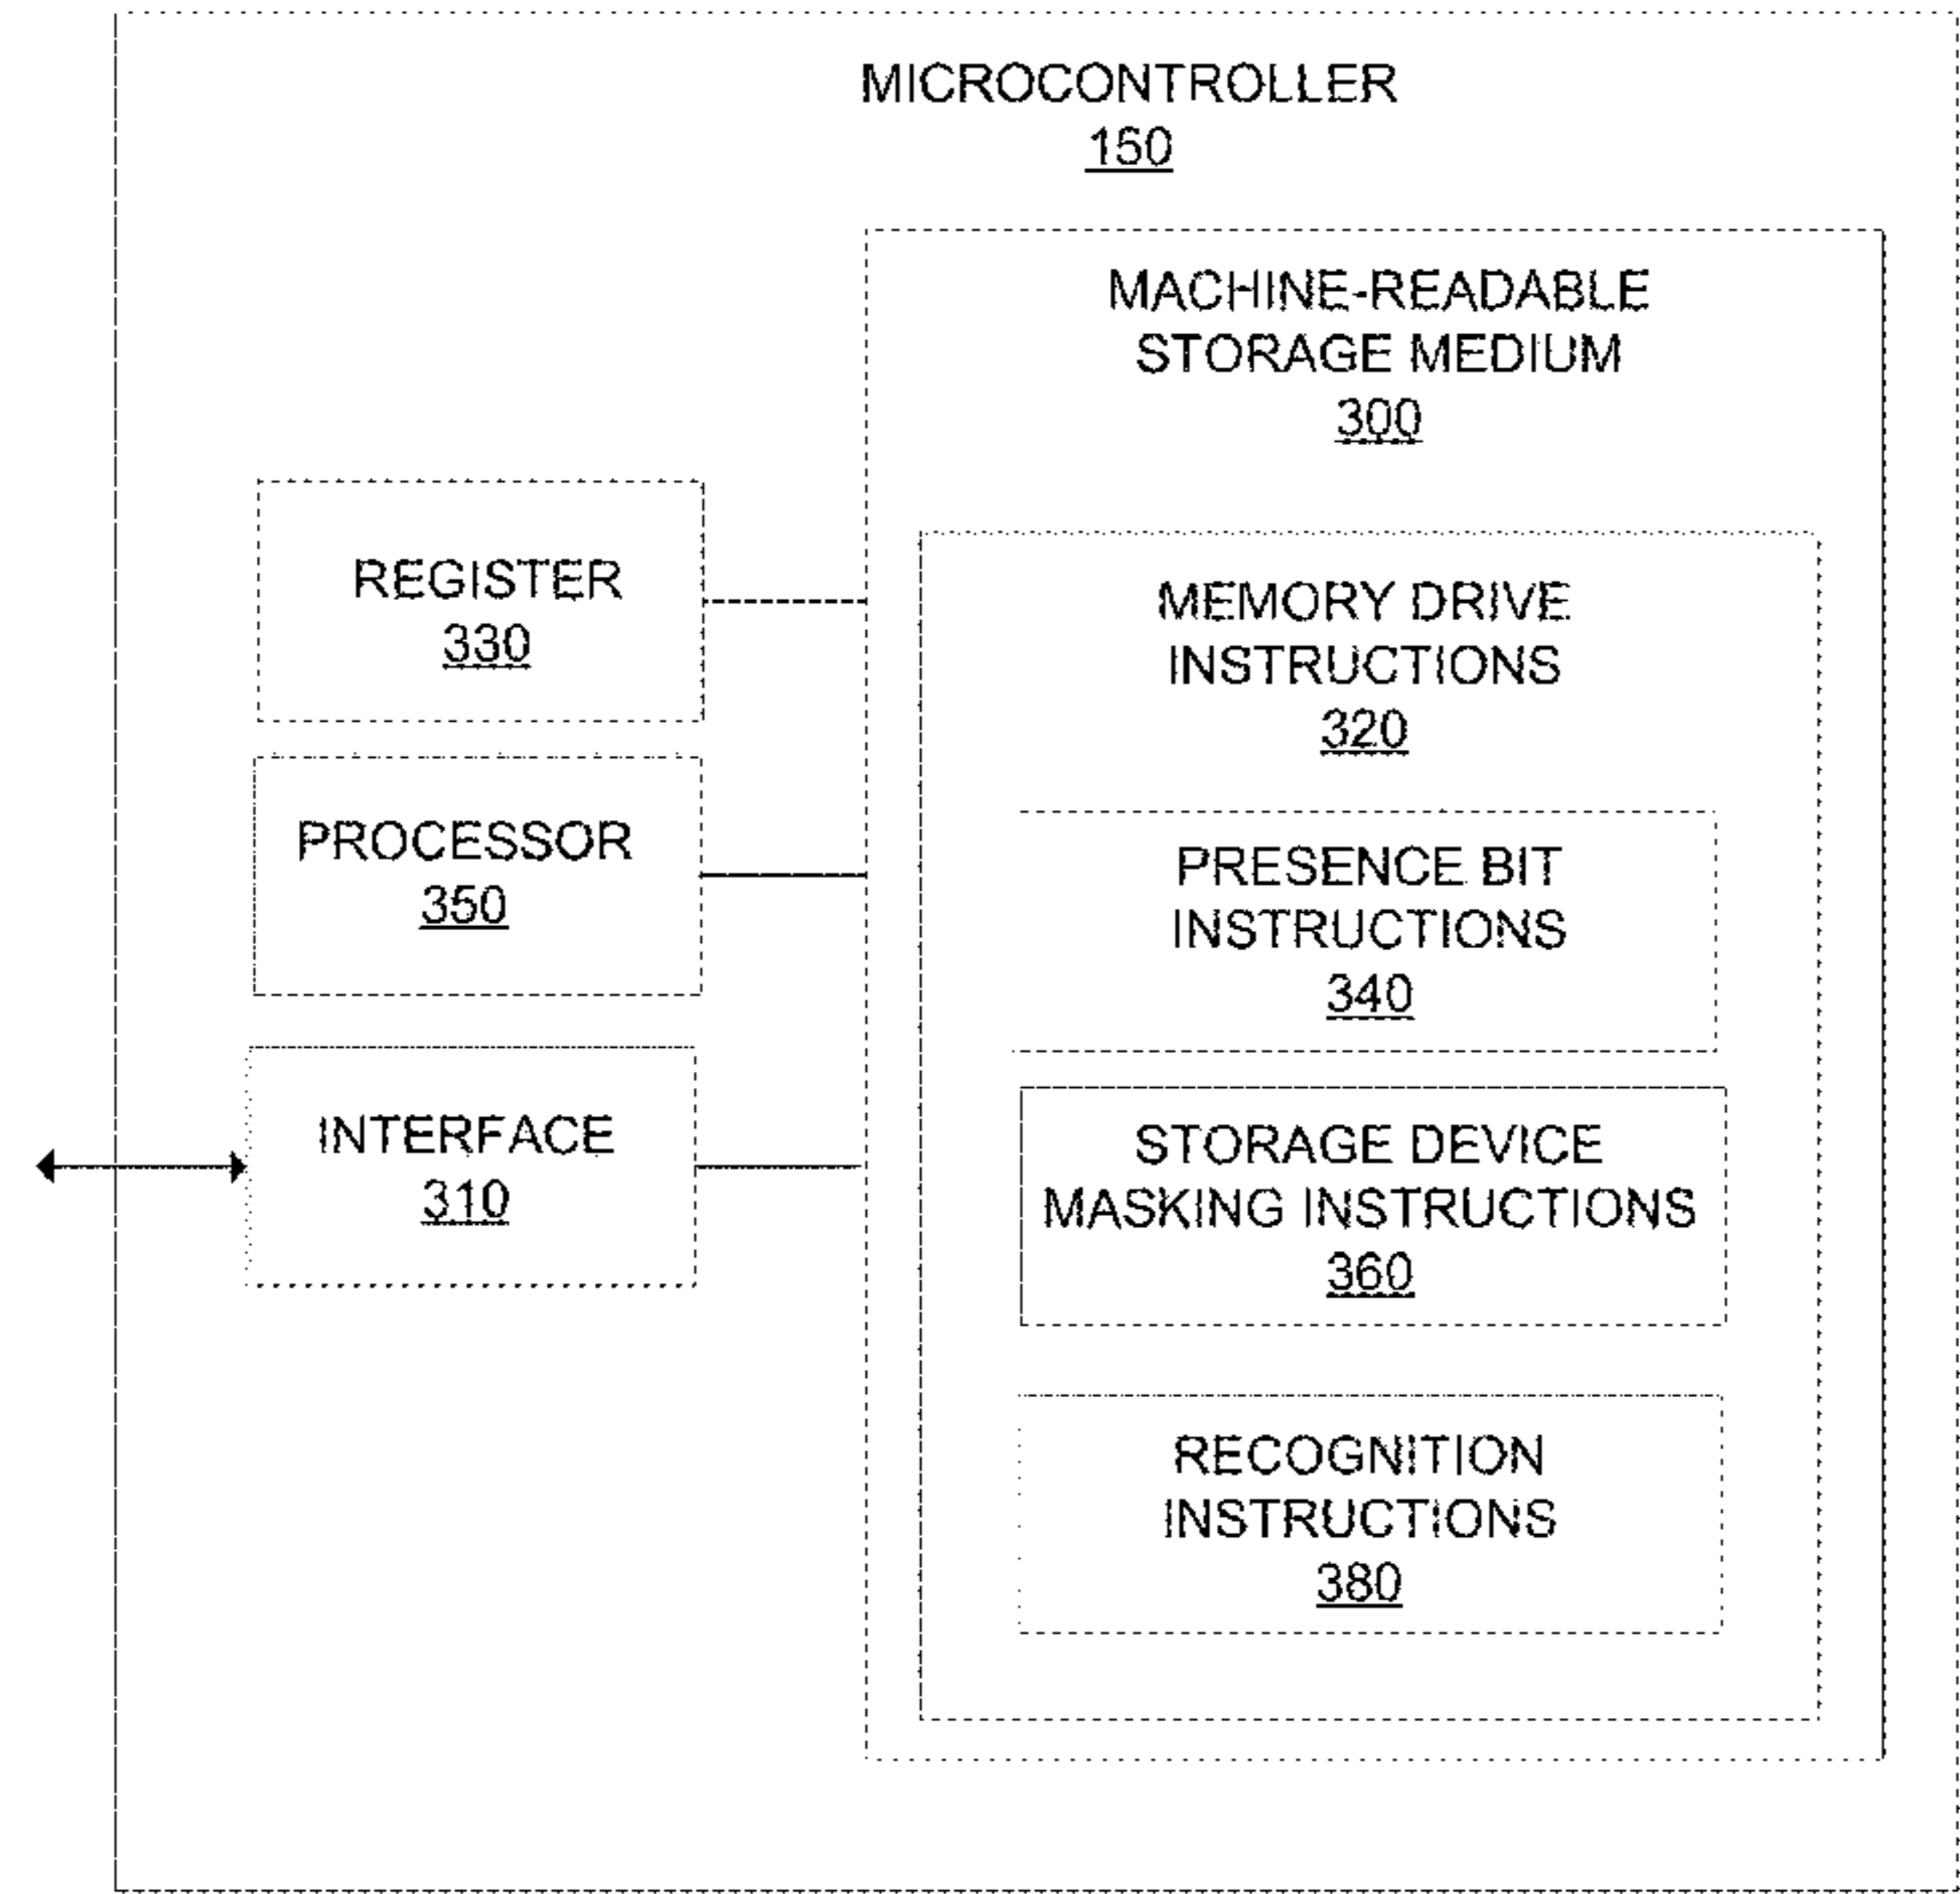 MICROCONTROLLER
150
MACHINE-READABLE
STORAGE MEDIUM
300
REGISTER
330
PROCESSOR
350
INTERFACE
310
MEMORY DRIVE
INSTRUCTIONS
320
PRESENCE BIT
INSTRUCTIONS
340
STORAGE DEVICE
MASKING INSTRUCTIONS
360
RECOGNITION
INSTRUCTIONS
380